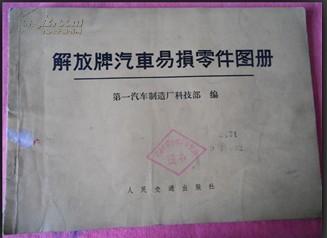 解放牌汽車易損零件图册
第一汽车制造厂科技部 编
人民交通出版社